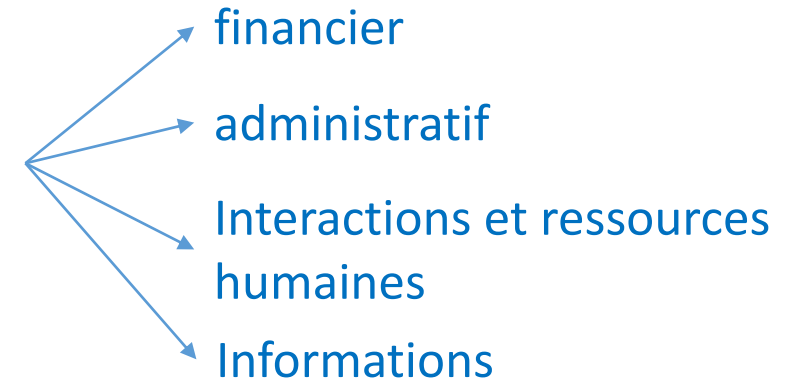 financier
administratif
Interactions et ressources
humaines
Informations